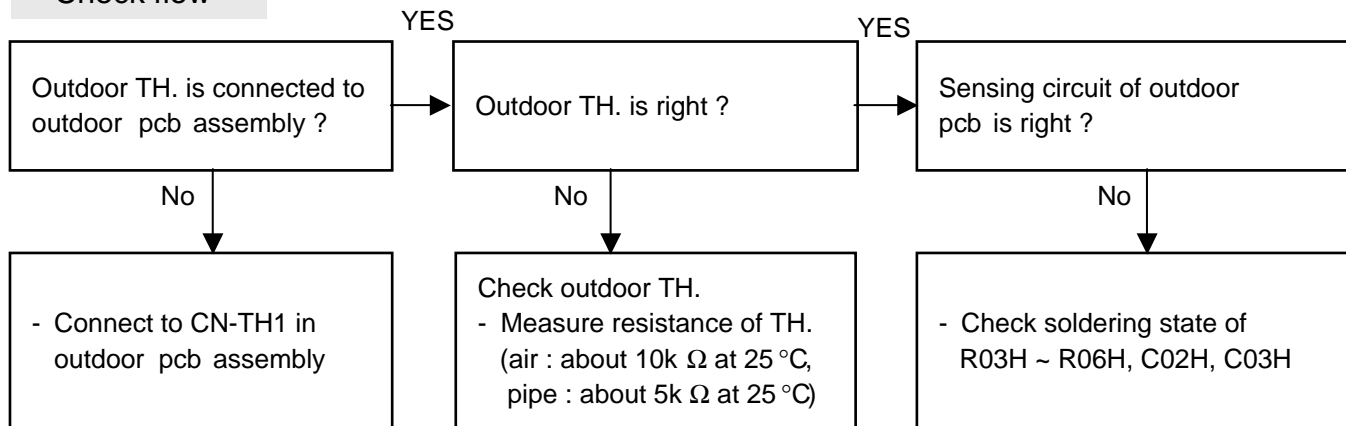 Check flow
YES
YES
Outdoor TH. is connected to
outdoor pcb assembly ?
Outdoor TH. is right ?
Sensing circuit of outdoor
pcb is right ?
No
No
No
- Connect to CN-TH1 in
outdoor pcb assembly
Check outdoor TH.
- Measure resistance of TH.
(air : about 10k Ω at 25 °C,
pipe : about 5k Ω at 25 °C)
- Check soldering state of
R03H ~ R06H, C02H, C03H